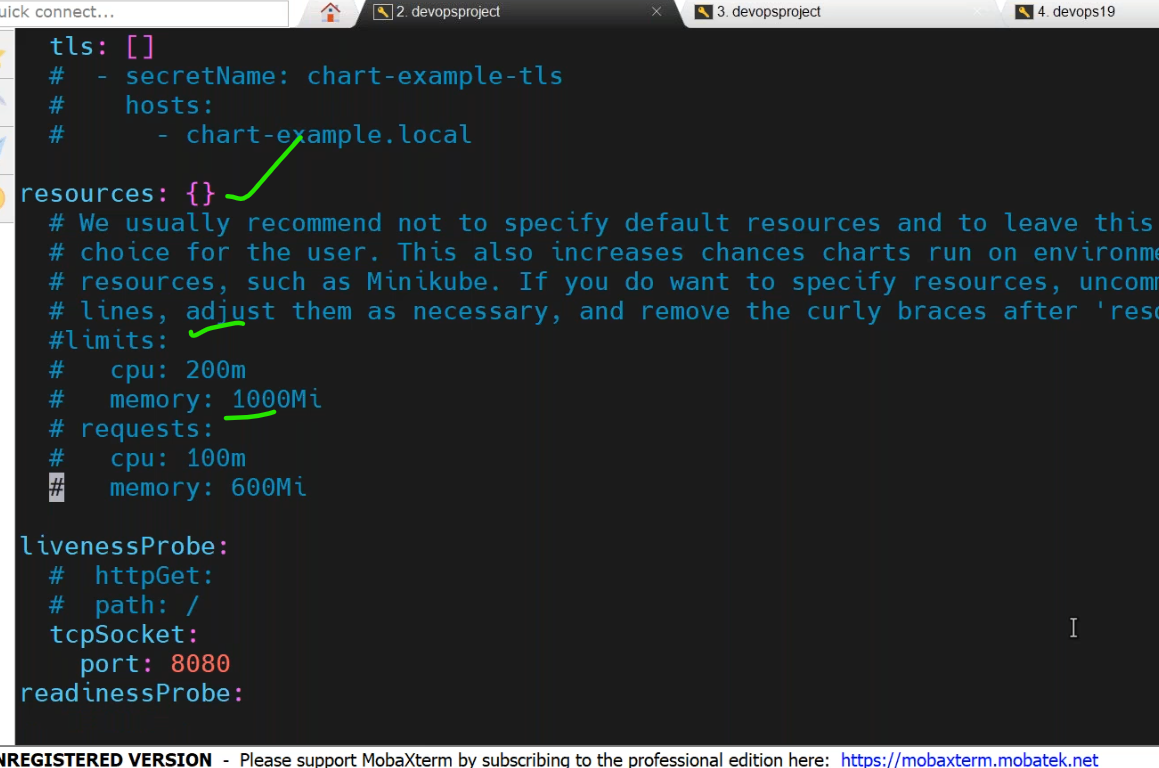 uick connect...
2. devopsproject
3. devopsproject
4. devops19
tls: []
# - secretName: chart-example-tls
# hosts:
# - chart-example.local
resources: {}
# We usually recommend not to specify default resources and to leave this
# choice for the user. This also increases chances charts run on environme
# resources, such as Minikube. If you do want to specify resources, uncomm
# lines, adjust them as necessary, and remove the curly braces after 'reso
#limits:
# cpu: 200m
# memory: 1000Mi
# requests:
# cpu: 100m
# memory: 600Mi
livenessProbe:
# httpGet:
# path: /
tcpSocket:
port: 8080
readinessProbe:
NREGISTERED VERSION - Please support MobaXterm by subscribing to the professional edition here: https://mobaxterm.mobatek.net